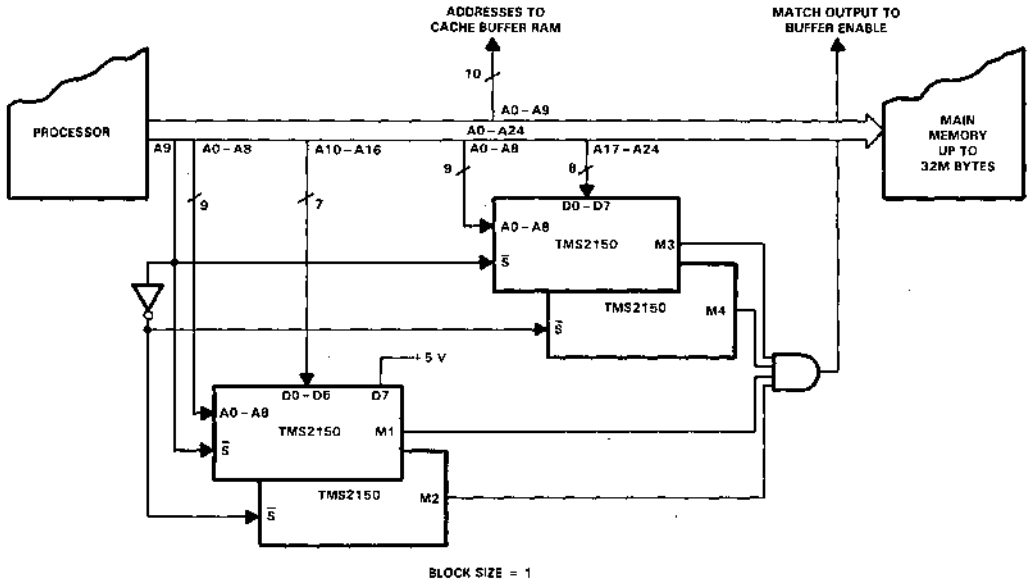 ADDRESSES TO
CACHE BUFFER RAM
MATCH OUTPUT TO
BUFFER ENABLE
10
A0-A9
PROCESSOR
A0-A24
MAIN
MEMORY
UP TO
32M BYTES
A9
A0-A8
A10-A16
A0-A8
A17-A24
9
7
9
8
D0-D7
A0-A8
TMS2150
M3
S̅
TMS2150
M4
S̅
+5 V
D0-D6
D7
A0-A8
TMS2150
M1
S̅
TMS2150
M2
S̅
BLOCK SIZE = 1